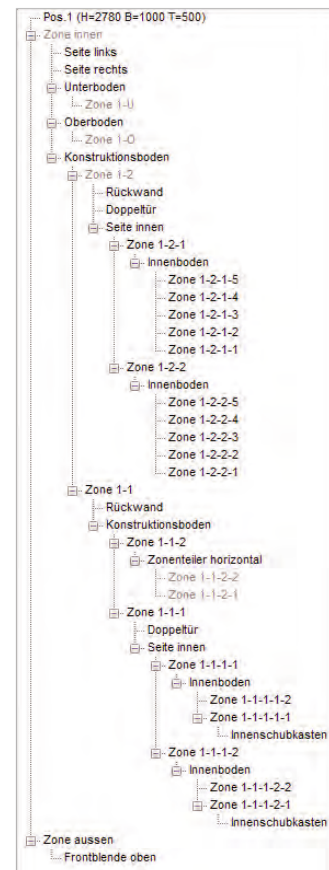 Pos.1 (H=2780 B=1000 T=500)
Zone innen
Seite links
Seite rechts
Unterboden
Zone 1-U
Oberboden
Zone 1-O
Konstruktionsboden
Zone 1-2
Rückwand
Doppeltür
Seite innen
Zone 1-2-1
Innenboden
Zone 1-2-1-5
Zone 1-2-1-4
Zone 1-2-1-3
Zone 1-2-1-2
Zone 1-2-1-1
Zone 1-2-2
Innenboden
Zone 1-2-2-5
Zone 1-2-2-4
Zone 1-2-2-3
Zone 1-2-2-2
Zone 1-2-2-1
Zone 1-1
Rückwand
Konstruktionsboden
Zone 1-1-2
Zonenteiler horizontal
Zone 1-1-2-2
Zone 1-1-2-1
Zone 1-1-1
Doppeltür
Seite innen
Zone 1-1-1-1
Innenboden
Zone 1-1-1-1-2
Zone 1-1-1-1-1
Innenschubkasten
Zone 1-1-1-2
Innenboden
Zone 1-1-1-2-2
Zone 1-1-1-2-1
Innenschubkasten
Zone aussen
Frontblende oben